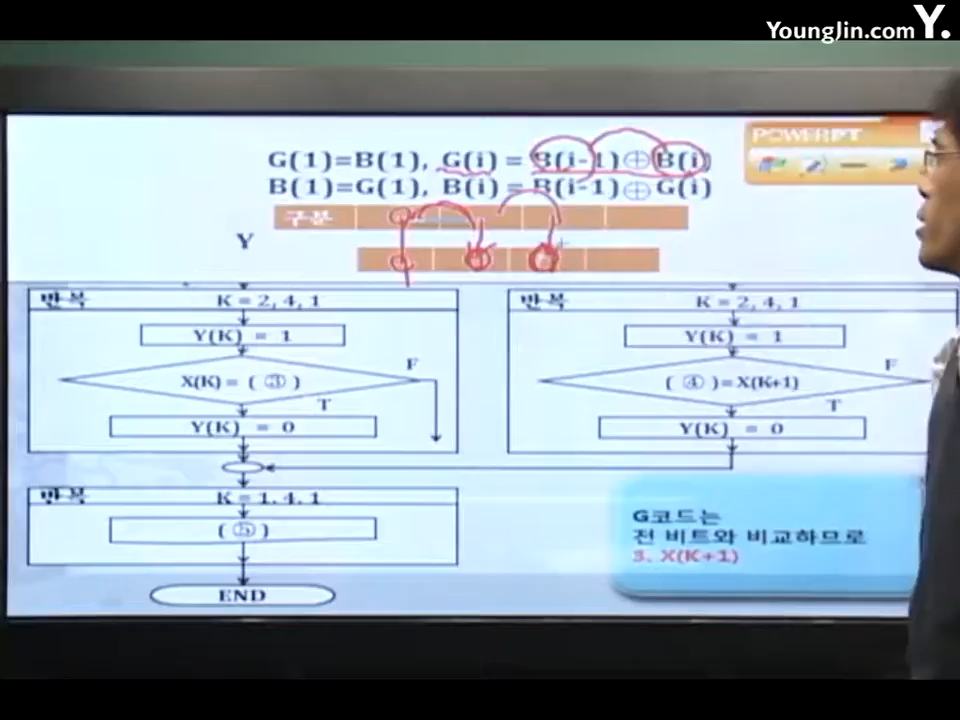 YoungJin.com Y.
POWERPT
G(1)=B(1), G(i) = B(i-1)⊕B(i)
B(1)=G(1), B(i) = B(i-1)⊕G(i)
구분
Y
반복 K = 2, 4, 1
Y(K) = 1
X(K) = ( ③ )
F
T
Y(K) = 0
반복 K = 2, 4, 1
Y(K) = 1
( ④ )=X(K+1)
F
T
Y(K) = 0
반복 K = 1, 4, 1
( ⑤ )
END
G코드는
전 비트와 비교하므로
3. X(K+1)